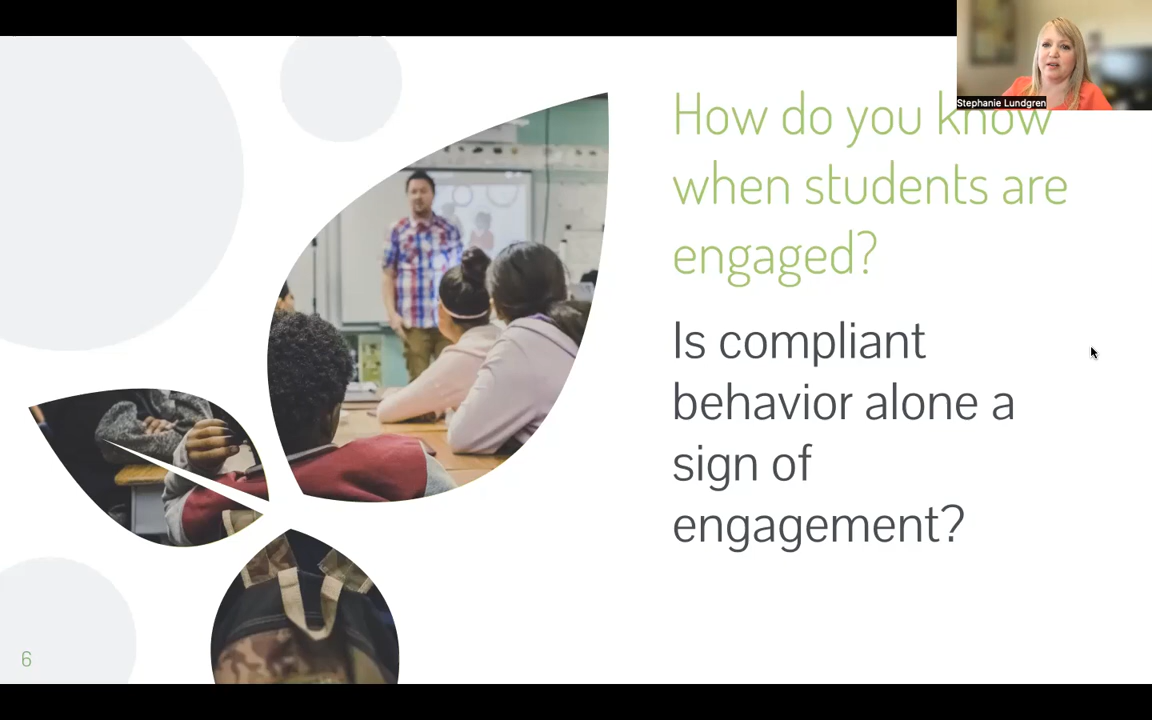 Stephanie Lundgren
How do you know
when students are
engaged?
Is compliant
behavior alone a
sign of
engagement?
6